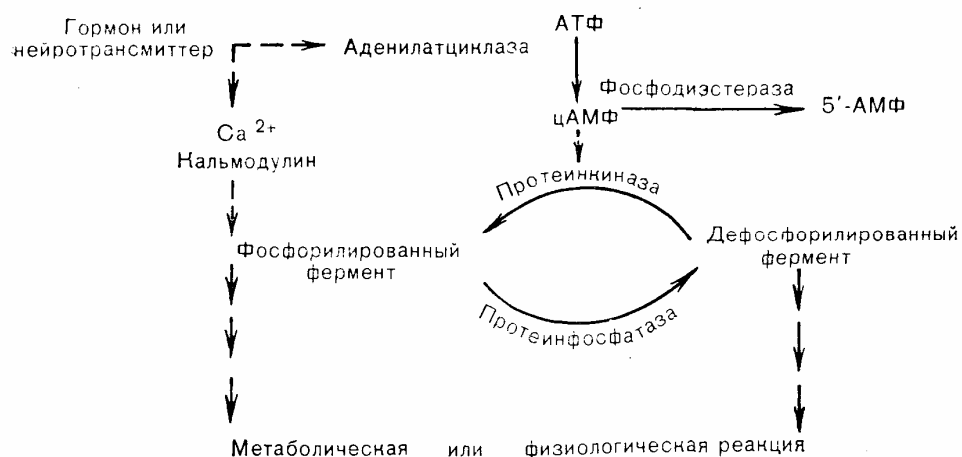 Гормон или
нейротрансмиттер
Аденилатциклаза
АТФ
Фосфодиэстераза
цАМФ
5'-АМФ
Ca 2+
Кальмодулин
Протеинкиназа
Фосфорилированный
фермент
Дефосфорилированный
фермент
Протеинфосфатаза
Метаболическая или физиологическая реакция